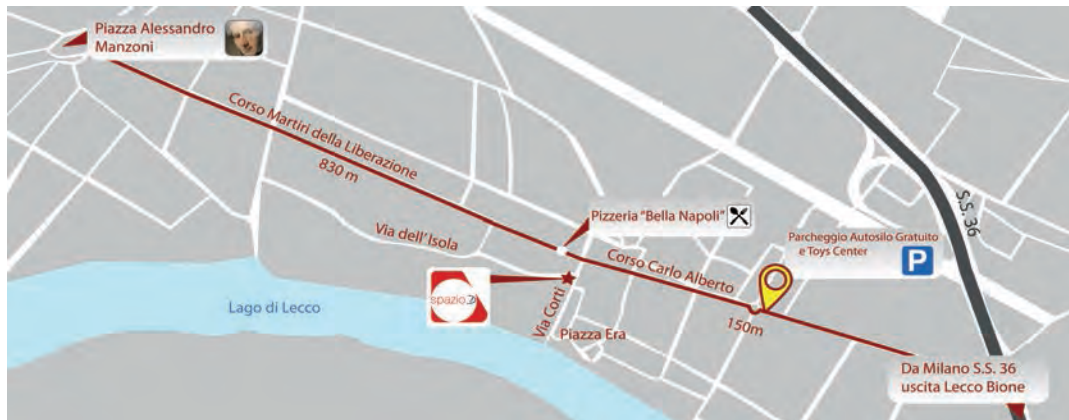 Piazza Alessandro
Manzoni
Corso Martiri della Liberazione
830 m
S.S. 36
Pizzeria "Bella Napoli"
Via dell'Isola
Parcheggio Autosilo Gratuito
e Toys Center
P
Corso Carlo Alberto
spazio
Lago di Lecco
Via Corti
150m
Piazza Era
Da Milano S.S. 36
uscita Lecco Bione